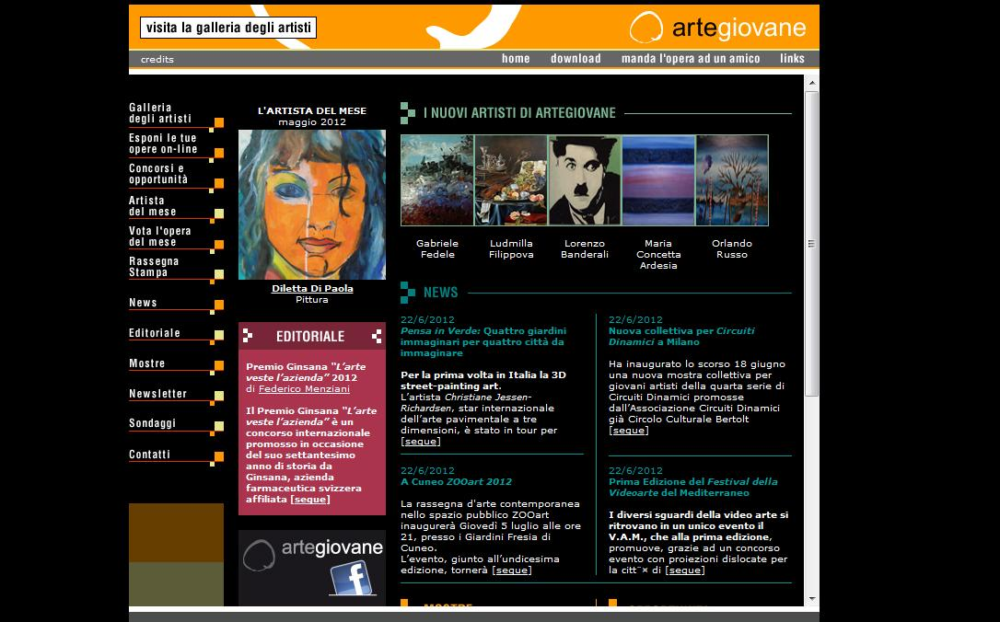 visita la galleria degli artisti
artegiovane
credits
home download manda l'opera ad un amico links
Galleria
degli artisti
Esponi le tue
opere on-line
Concorsi e
opportunità
Artista
del mese
Vota l'opera
del mese
Rassegna
Stampa
News
Editoriale
Mostre
Newsletter
Sondaggi
Contatti
L'ARTISTA DEL MESE
maggio 2012
Diletta Di Paola
Pittura
EDITORIALE
Premio Ginsana "L’arte
veste l’azienda” 2012
di Federico Menziani
Il Premio Ginsana "L’arte
veste l’azienda” è un
concorso internazionale
promosso in occasione
del suo settantesimo
anno di storia da
Ginsana, azienda
farmaceutica svizzera
affiliata [segue]
artegiovane
f
I NUOVI ARTISTI DI ARTEGIOVANE
Gabriele
Fedele
Ludmilla
Filippova
Lorenzo
Banderali
Maria
Concetta
Ardesia
Orlando
Russo
NEWS
22/6/2012
Pensa in Verde: Quattro giardini
immaginari per quattro città da
immaginare
Per la prima volta in Italia la 3D
street-painting art.
L’artista Christiane Jessen-
Richardsen, star internazionale
dell’arte pavimentale a tre
dimensioni, è stato in tour per
[segue]
22/6/2012
Nuova collettiva per Circuiti
Dinamici a Milano
Ha inaugurato lo scorso 18 giugno
una nuova mostra collettiva per
giovani artisti della quarta serie di
Circuiti Dinamici promosse
dall’Associazione Circuiti Dinamici
già Circolo Culturale Bertolt
[segue]
22/6/2012
A Cuneo ZOOart 2012
La rassegna d'arte contemporanea
nello spazio pubblico ZOOart
inaugurerà Giovedì 5 luglio alle ore
21, presso i Giardini Fresia di
Cuneo.
L’evento, giunto all’undicesima
edizione, tornerà [segue]
22/6/2012
Prima Edizione del Festival della
Videoarte del Mediterraneo
I diversi sguardi della video arte si
ritrovano in un unico evento il
V.A.M., che alla prima edizione,
promuove, grazie ad un concorso
evento con proiezioni dislocate per
la citt¨¤ di [segue]
MOSTRE